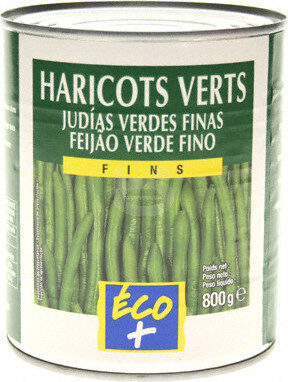 HARICOTS VERTS
JUDÍAS VERDES FINAS
FEIJÃO VERDE FINO
FINS
Poids net
Peso neto
Peso líquido
800g e
ÉCO
+